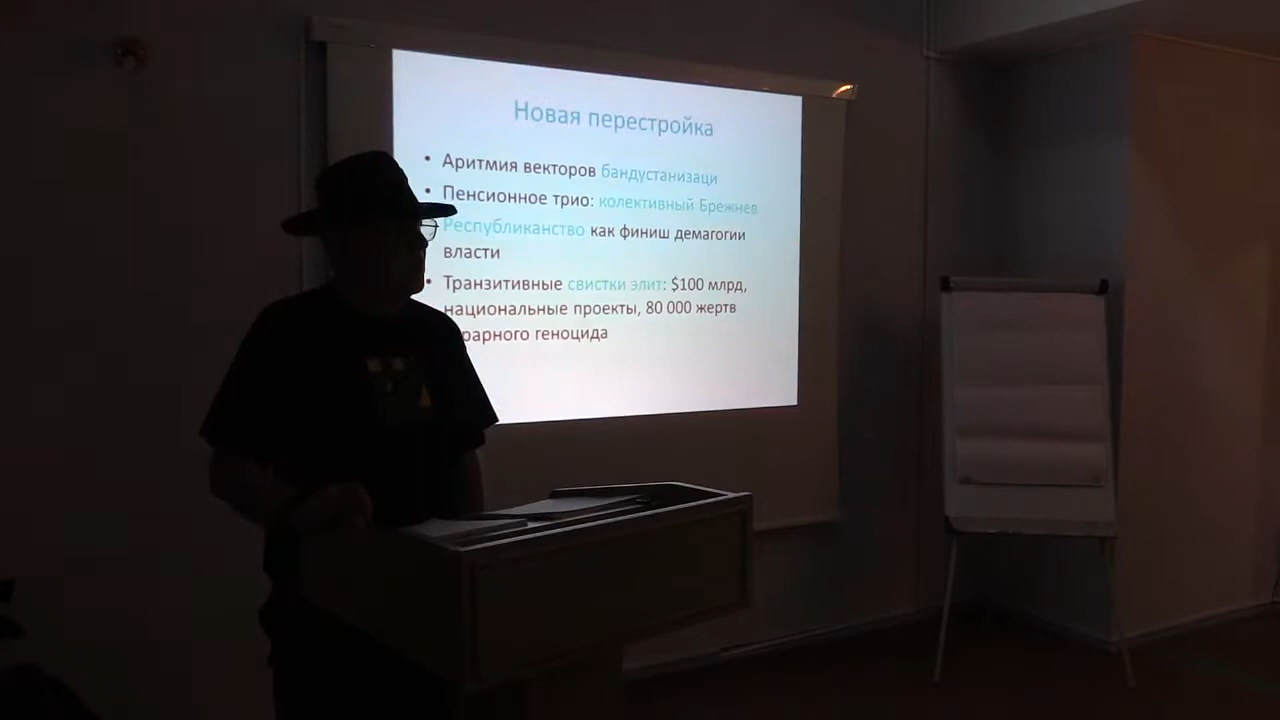 Новая перестройка
• Аритмия векторов бандустанизаци
• Пенсионное трио: колективный Брежнев
Республиканство как финиш демагогии
власти
• Транзитивные свистки элит: $100 млрд,
национальные проекты, 80 000 жертв
геноцида